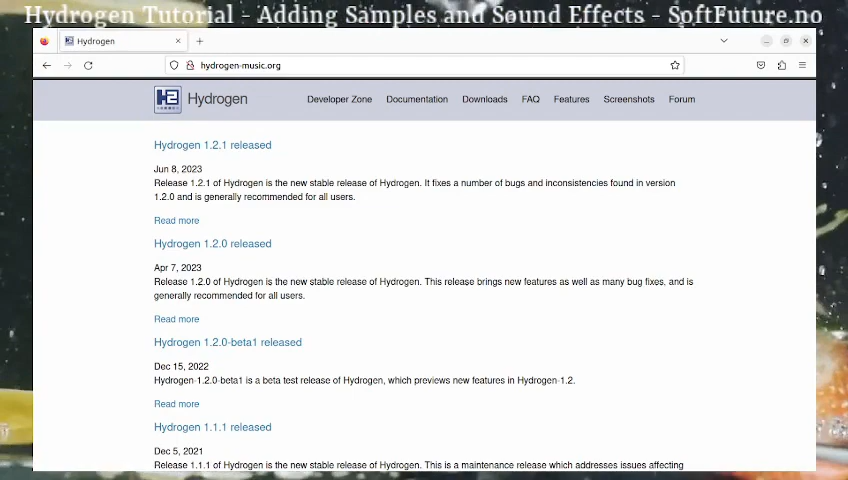 Hydrogen Tutorial - Adding Samples and Sound Effects - SoftFuture.no
Hydrogen
hydrogen-music.org
Hydrogen
Developer Zone
Documentation
Downloads
FAQ
Features
Screenshots
Forum
Hydrogen 1.2.1 released
Jun 8, 2023
Release 1.2.1 of Hydrogen is the new stable release of Hydrogen. It fixes a number of bugs and inconsistencies found in version
1.2.0 and is generally recommended for all users.
Read more
Hydrogen 1.2.0 released
Apr 7, 2023
Release 1.2.0 of Hydrogen is the new stable release of Hydrogen. This release brings new features as well as many bug fixes, and is
generally recommended for all users.
Read more
Hydrogen 1.2.0-beta1 released
Dec 15, 2022
Hydrogen-1.2.0-beta1 is a beta test release of Hydrogen, which previews new features in Hydrogen-1.2.
Read more
Hydrogen 1.1.1 released
Dec 5, 2021
Release 1.1.1 of Hydrogen is the new stable release of Hydrogen. This is a maintenance release which addresses issues affecting